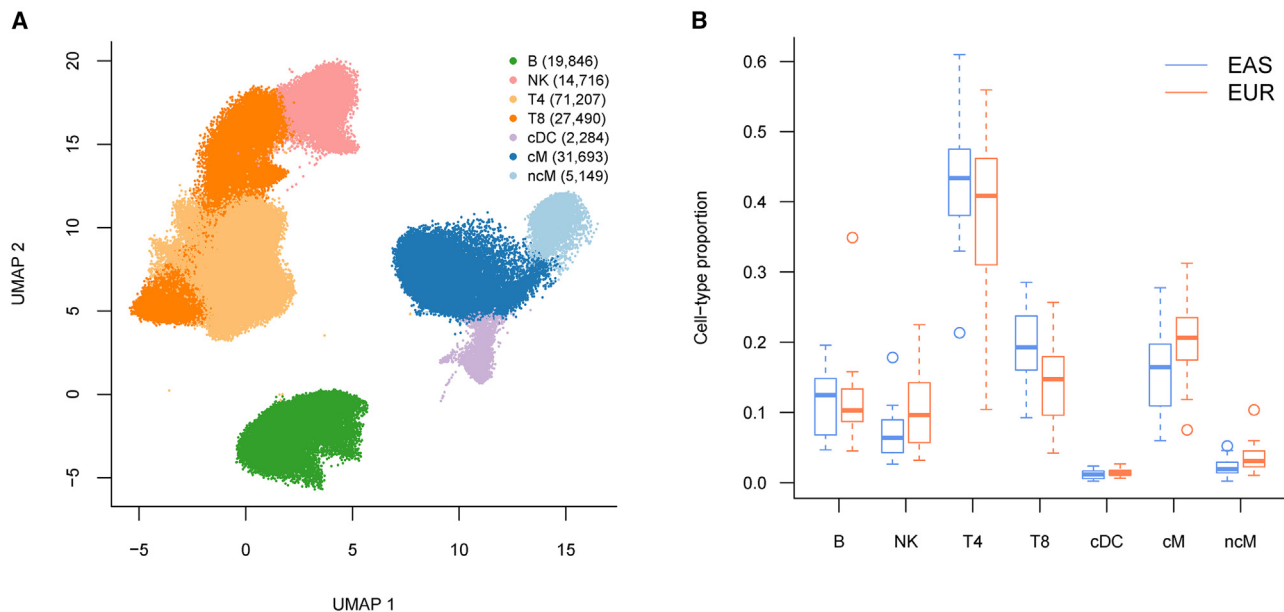 A
UMAP 2
20
15
10
5
0
−5
B (19,846)
NK (14,716)
T4 (71,207)
T8 (27,490)
cDC (2,284)
cM (31,693)
ncM (5,149)
−5 0 5 10 15
UMAP 1
B
Cell−type proportion
0.6
0.5
0.4
0.3
0.2
0.1
0.0
EAS
EUR
B NK T4 T8 cDC cM ncM